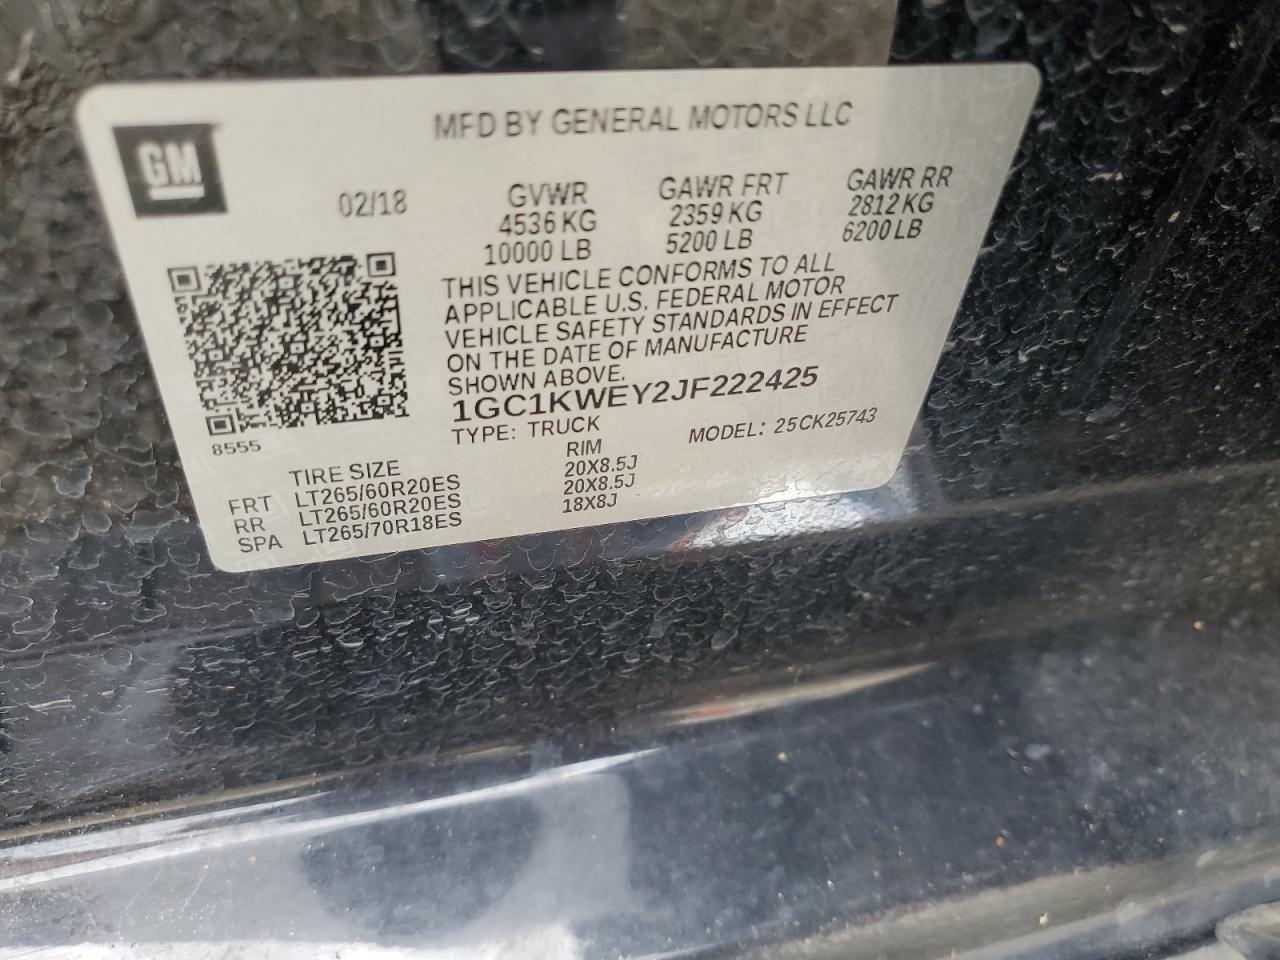 MFD BY GENERAL MOTORS LLC
GM
02/18
GVWR GAWR FRT GAWR RR
4536 KG 2359 KG 2812 KG
10000 LB 5200 LB 6200 LB
THIS VEHICLE CONFORMS TO ALL
APPLICABLE U.S. FEDERAL MOTOR
VEHICLE SAFETY STANDARDS IN EFFECT
ON THE DATE OF MANUFACTURE
SHOWN ABOVE.
1GC1KWEY2JF222425
TYPE: TRUCK MODEL: 25CK25743
8555
TIRE SIZE RIM
FRT LT265/60R20ES 20X8.5J
RR LT265/60R20ES 20X8.5J
SPA LT265/70R18ES 18X8J